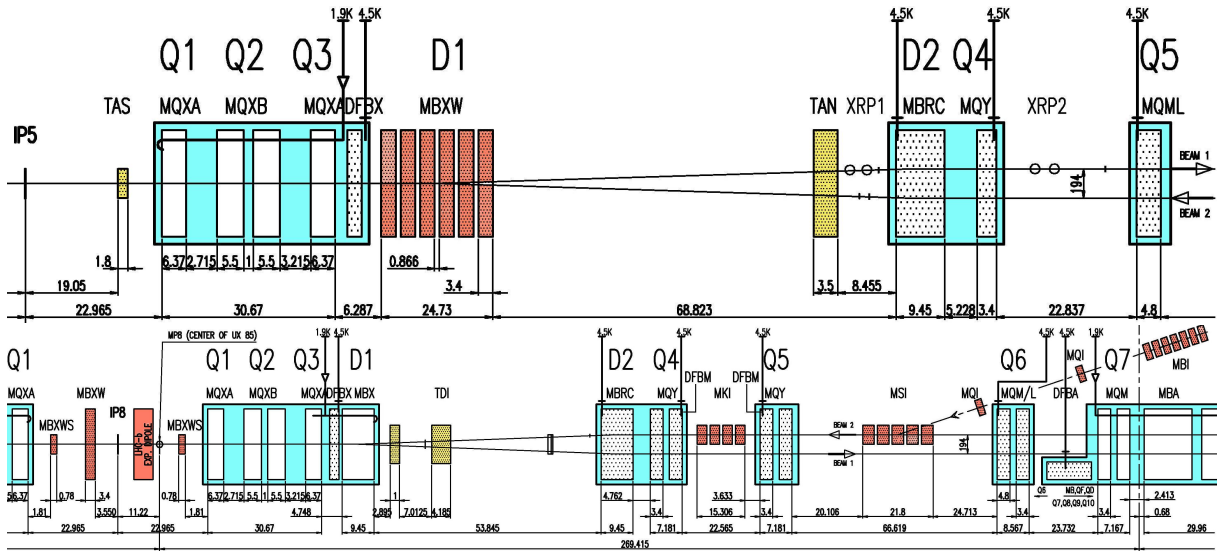 1.9K 4.5K 4.5K 4.5K 4.5K
Q1 Q2 Q3 D1 D2 Q4 Q5
TAS MQXA MQXB MQXA DFBX MBXW TAN XRP1 MBRC MQY XRP2 MQML
IP5
BEAM 1
194
BEAM 2
1.8 6.37 2.715 5.5 1 5.5 3.215 6.37 0.866
19.05 3.4 3.5 8.455
22.965 30.67 6.287 24.73 68.823 9.45 5.228 3.4 22.837 4.8
MP8 (CENTER OF UX 85)
1.9K 4.5K 4.5K 4.5K 4.5K 4.5K 4.5K 1.9K
Q1 Q1 Q2 Q3 D1 D2 Q4 Q5 Q6 MQI Q7 MBI
MQXA MBXW MQXA MQXB MQXA DFBX MBX TDI MBRC MQY DFBM MKI DFBM MQY MSI MQI MQM/L DFBA MQM MBA
MBXWS IP8 MBXWS
LHC-b
EXP. DIPOLE
BEAM 2
194
BEAM 1
Q6 MB,QF,QD
Q7,Q8,Q9,Q10
6.37 0.78 3.4 0.78 6.37 2.715 5.5 1 5.5 3.215 6.37 1 4.762 3.633 4.8 2.413
1.81 3.550 11.22 1.81 4.748 2.895 7.0125 4.185 3.4 15.306 3.4 20.106 21.8 24.713 3.4 3.4 0.68
22.965 22.965 30.67 9.45 53.845 9.45 7.181 22.565 7.181 66.619 8.567 23.732 7.167 29.96
269.415